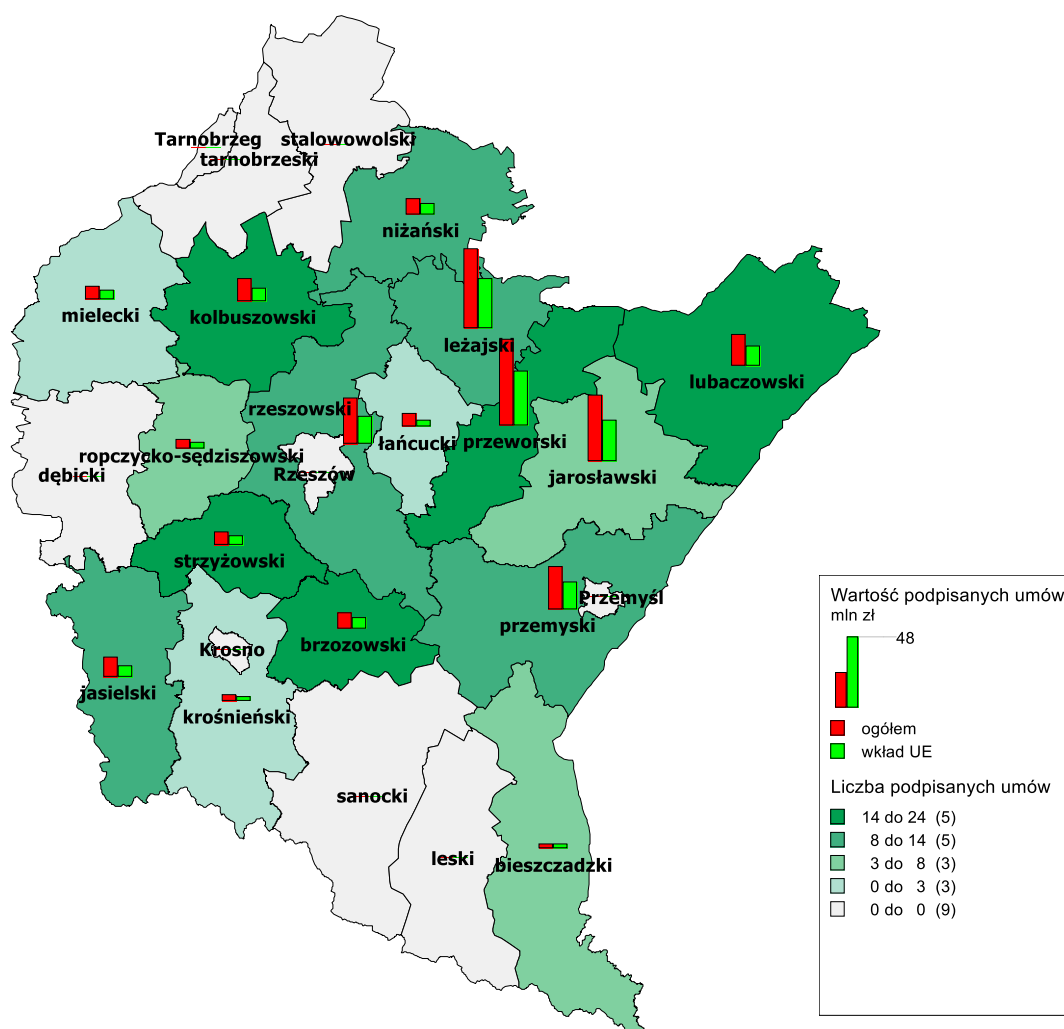 Tarnobrzeg
stalowowolski
tarnobrzeski
niżański
mielecki
kolbuszowski
leżajski
lubaczowski
rzeszowski
łańcucki
przeworski
ropczycko-sędziszowski
dębicki
Rzeszów
jarosławski
strzyżowski
Przemyśl
przemyski
Krosno
brzozowski
jasielski
krośnieński
sanocki
leski
bieszczadzki
Wartość podpisanych umów
mln zł
48
ogółem
wkład UE
Liczba podpisanych umów
14 do 24 (5)
8 do 14 (5)
3 do 8 (3)
0 do 3 (3)
0 do 0 (9)